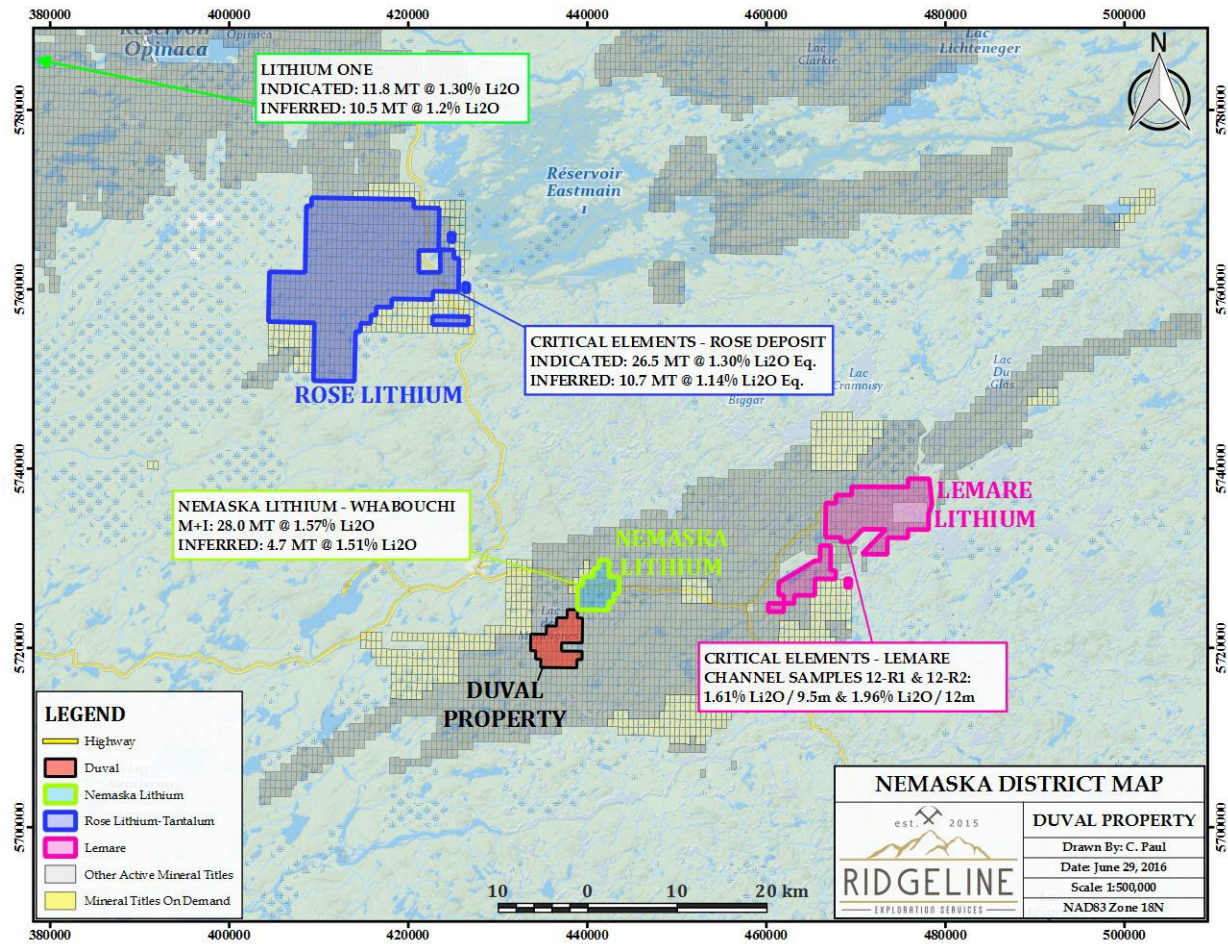 380000 400000 420000 440000 460000 480000 500000
Réservoir
Opinaca
Opinaca
Lac
Clarkie
Lac
Lichteneger
N
LITHIUM ONE
INDICATED: 11.8 MT @ 1.30% Li2O
INFERRED: 10.5 MT @ 1.2% Li2O
5780000
5780000
Réservoir
Eastmain
1
5760000
5760000
CRITICAL ELEMENTS - ROSE DEPOSIT
INDICATED: 26.5 MT @ 1.30% Li2O Eq.
INFERRED: 10.7 MT @ 1.14% Li2O Eq.
ROSE LITHIUM
Lac
Du
Glas
Lac
Cramoisy
Biggar
5740000
5740000
NEMASKA LITHIUM - WHABOUCHI
M+I: 28.0 MT @ 1.57% Li2O
INFERRED: 4.7 MT @ 1.51% Li2O
NEMASKA
LITHIUM
LEMARE
LITHIUM
Lac
5720000
5720000
DUVAL
PROPERTY
CRITICAL ELEMENTS - LEMARE
CHANNEL SAMPLES 12-R1 & 12-R2:
1.61% Li2O / 9.5m & 1.96% Li2O / 12m
LEGEND
Highway
Duval
Nemaska Lithium
Rose Lithium-Tantalum
Lemare
Other Active Mineral Titles
Mineral Titles On Demand
5700000
5700000
10 0 10 20 km
NEMASKA DISTRICT MAP
est. 2015
RIDGELINE
EXPLORATION SERVICES
DUVAL PROPERTY
Drawn By: C. Paul
Date: June 29, 2016
Scale: 1:500,000
NAD83 Zone 18N
380000 400000 420000 440000 460000 480000 500000